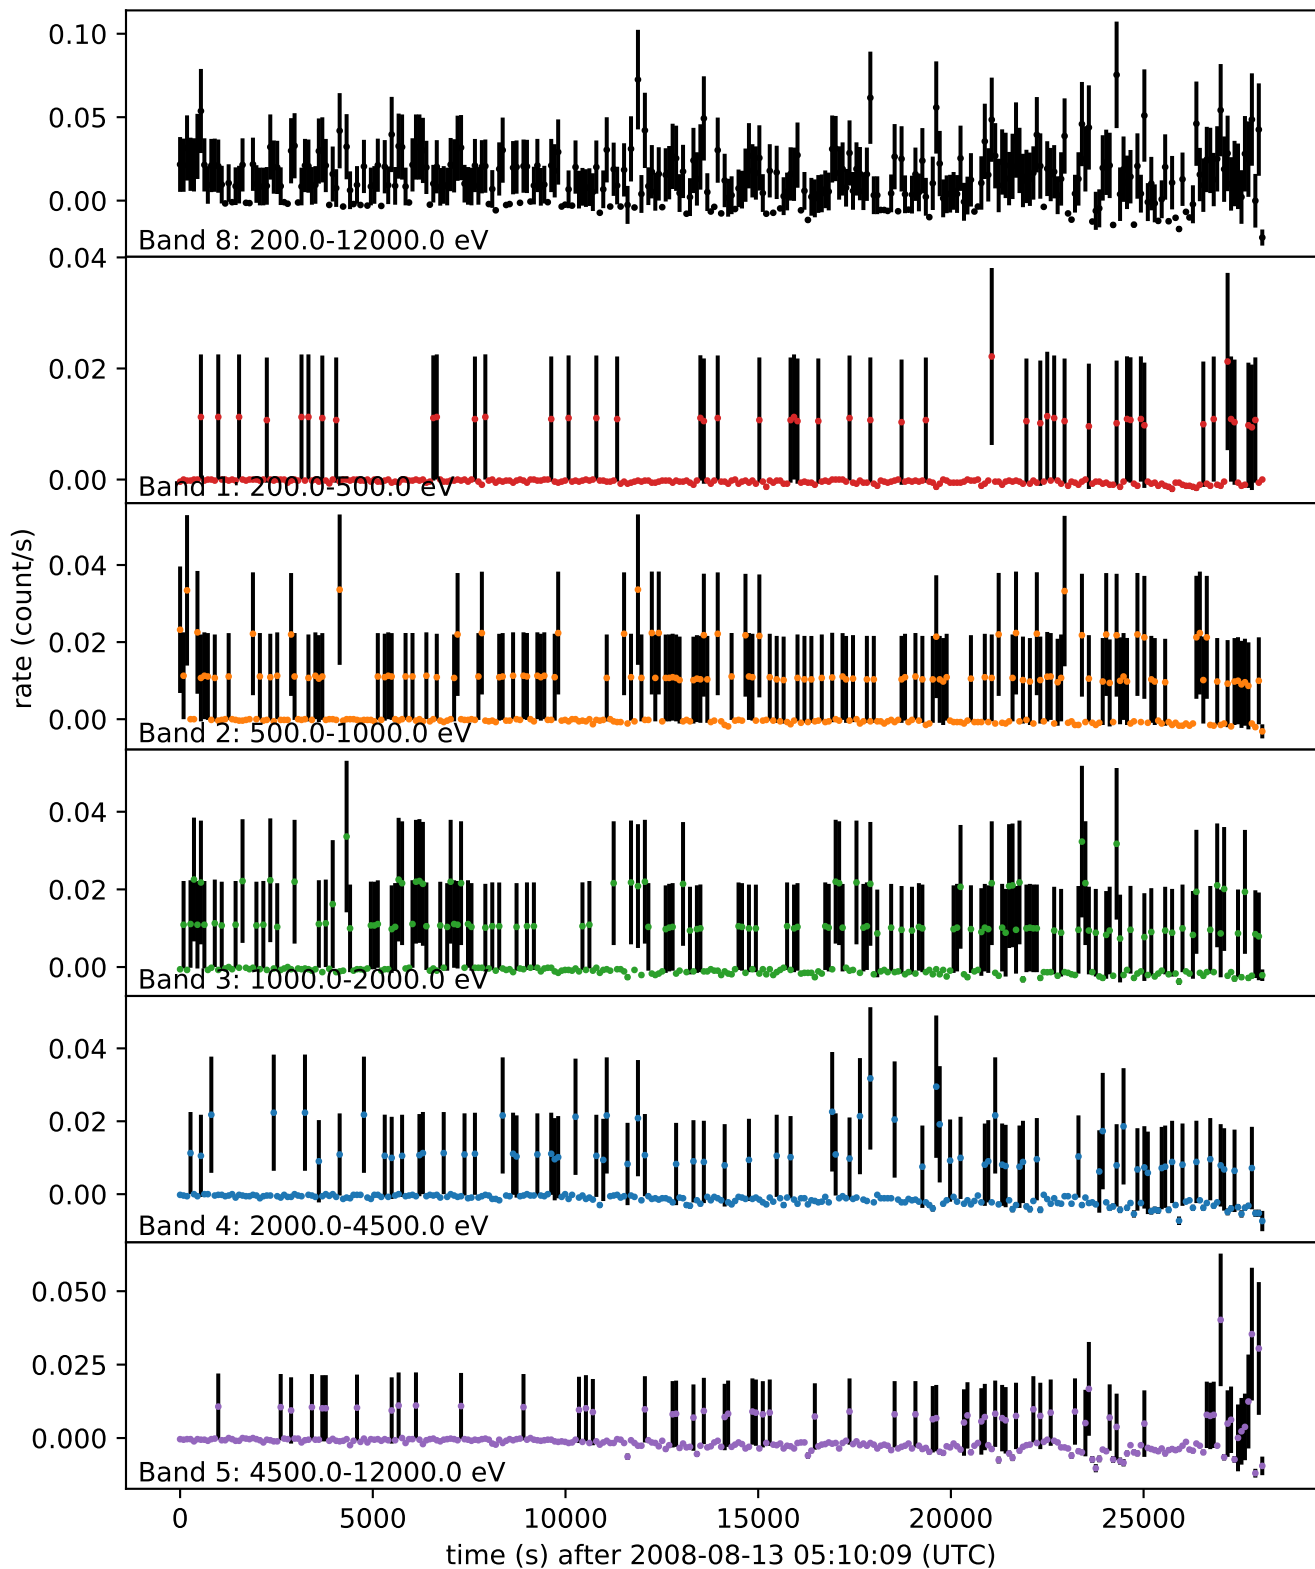 0.10
0.05
0.00
Band 8: 200.0-12000.0 eV
0.04
0.02
0.00
Band 1: 200.0-500.0 eV
rate (count/s)
0.04
0.02
0.00
Band 2: 500.0-1000.0 eV
0.04
0.02
0.00
Band 3: 1000.0-2000.0 eV
0.04
0.02
0.00
Band 4: 2000.0-4500.0 eV
0.050
0.025
0.000
Band 5: 4500.0-12000.0 eV
0 5000 10000 15000 20000 25000
time (s) after 2008-08-13 05:10:09 (UTC)